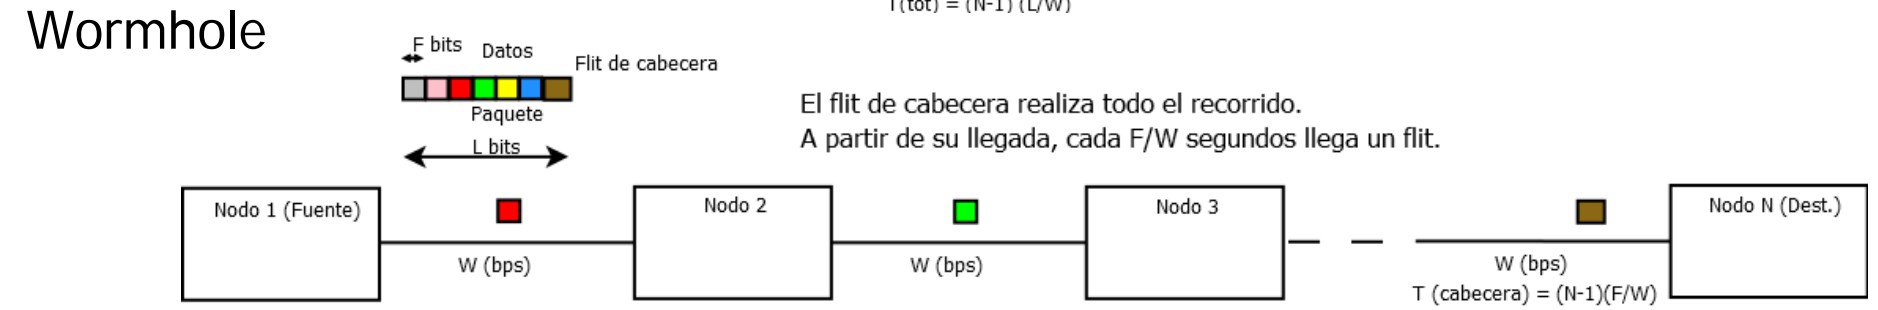 T(tot) = (N-1) (L/W)
Wormhole
F bits
Datos
Flit de cabecera
Paquete
L bits
El flit de cabecera realiza todo el recorrido.
A partir de su llegada, cada F/W segundos llega un flit.
Nodo 1 (Fuente)
Nodo 2
Nodo 3
Nodo N (Dest.)
W (bps)
W (bps)
W (bps)
T (cabecera) = (N-1)(F/W)